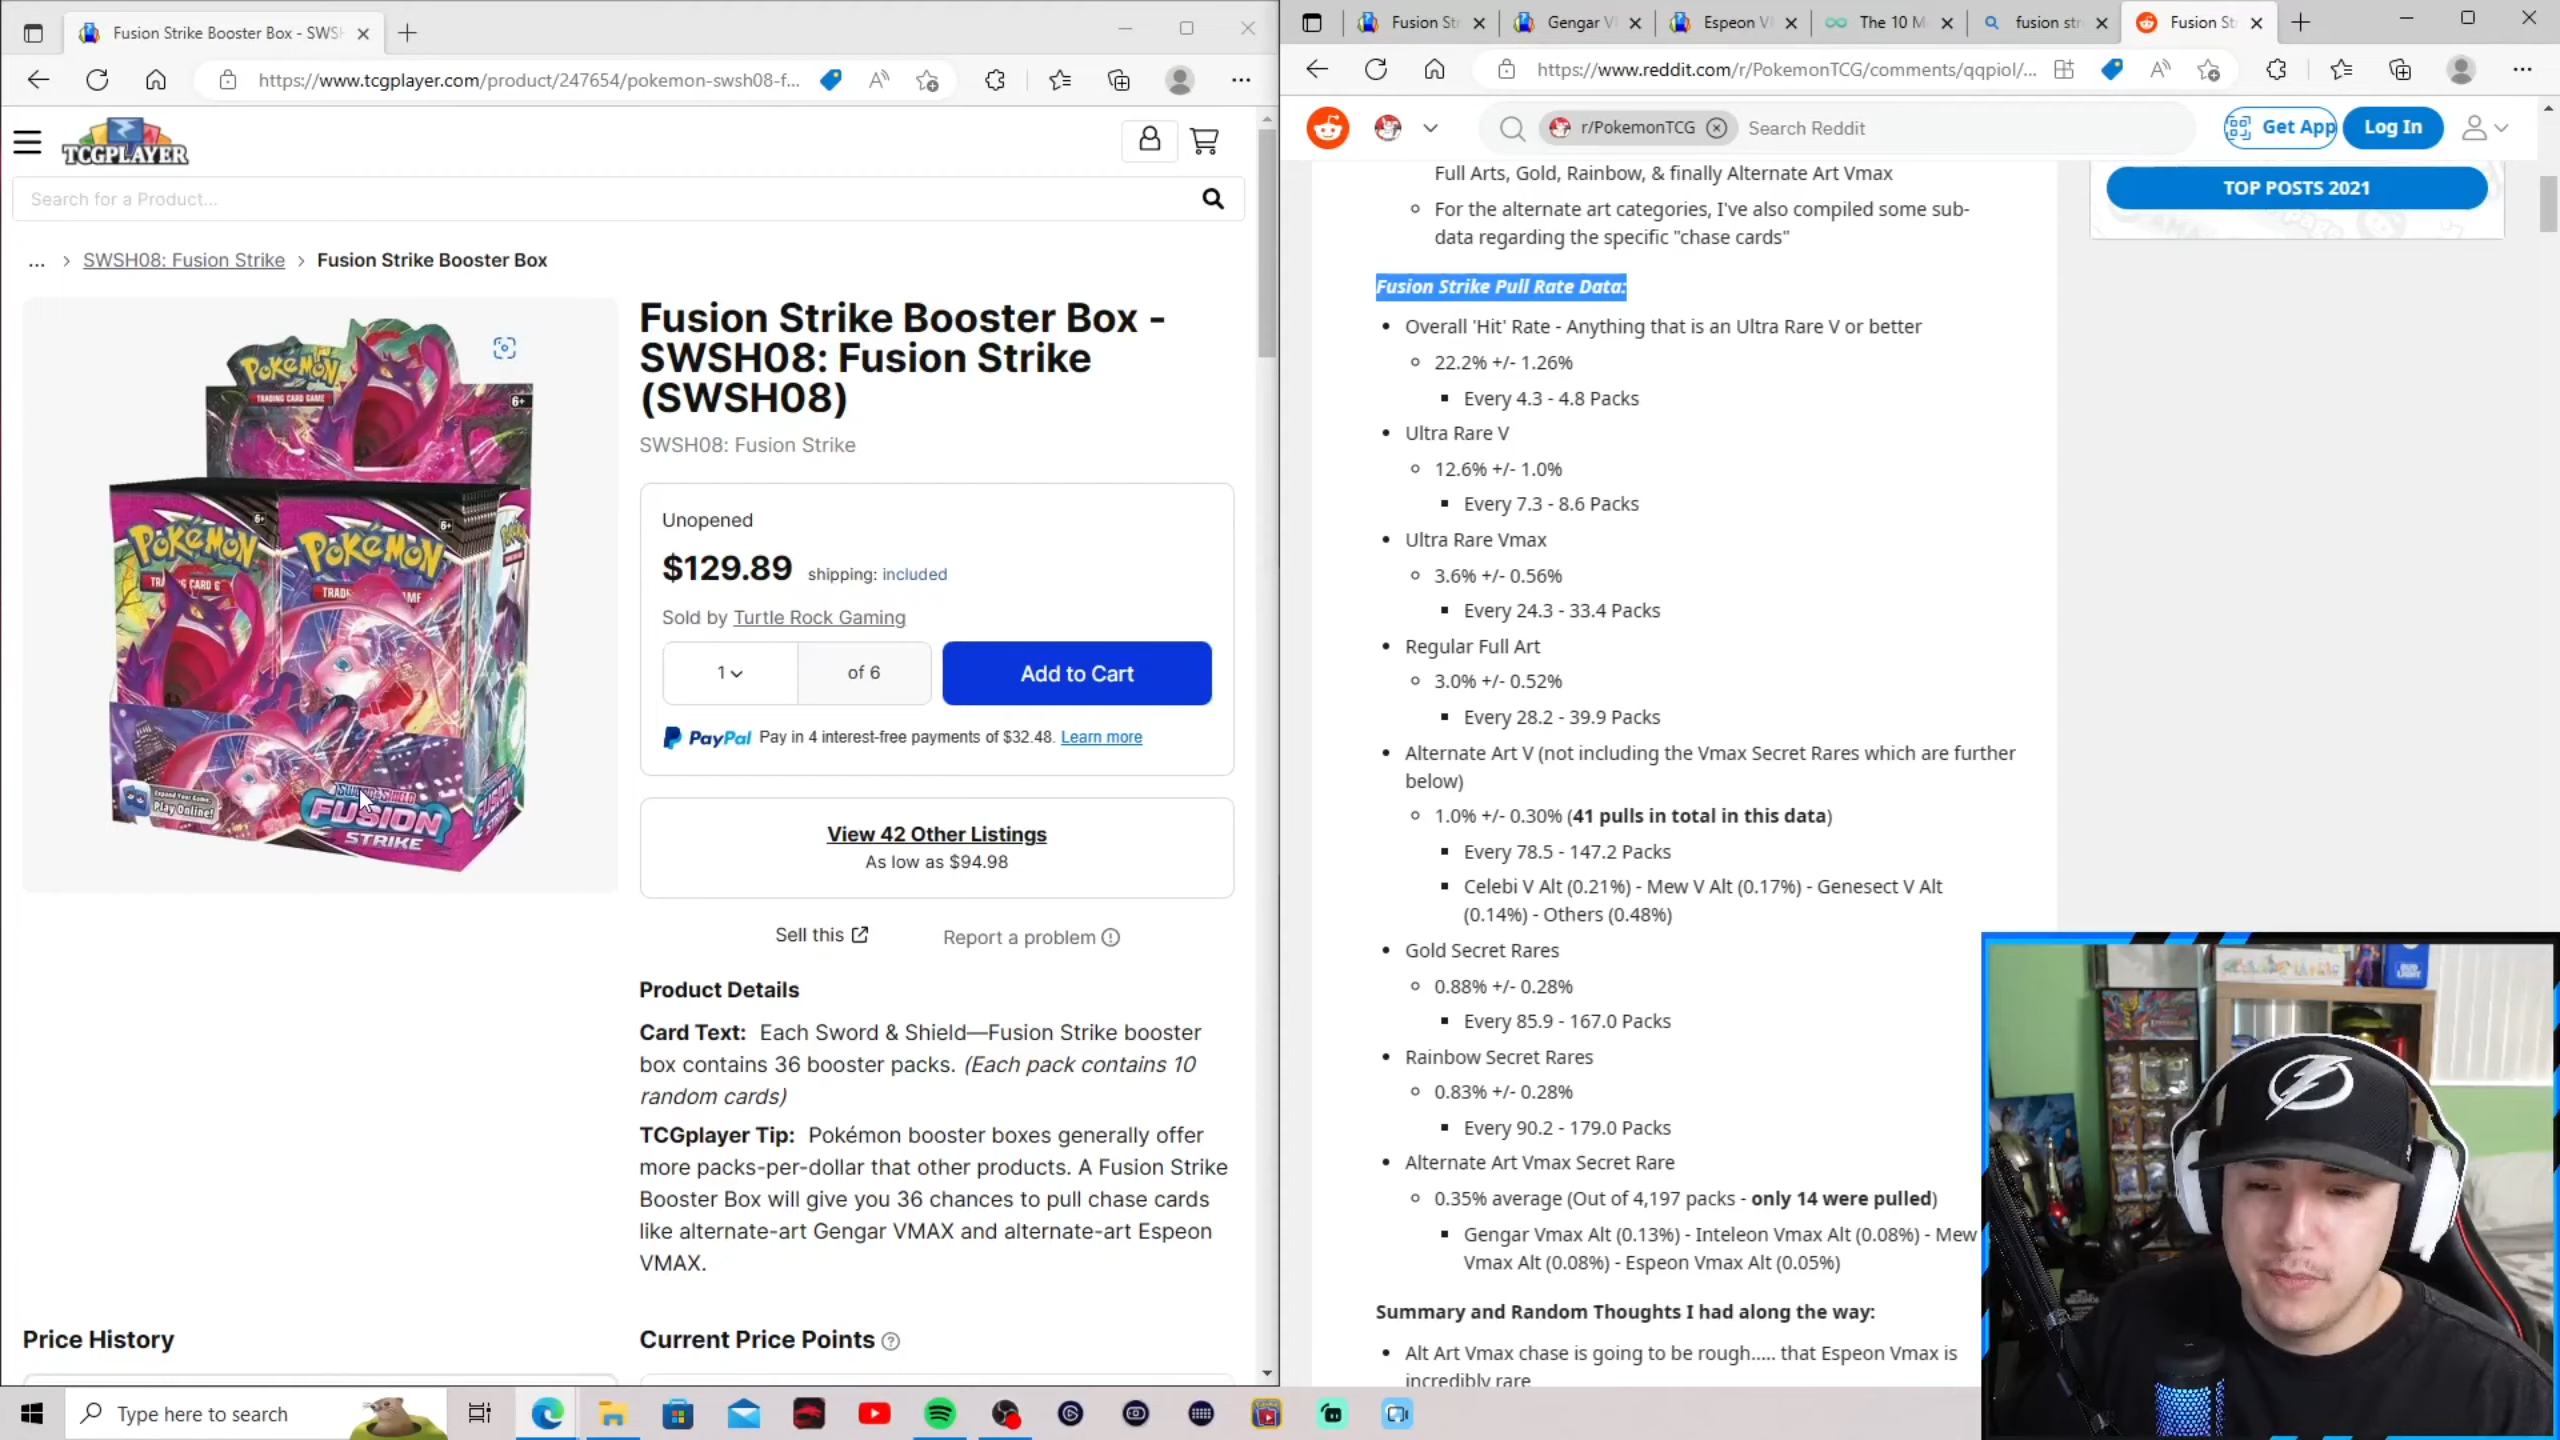 Fusion Strike Booster Box - SWSH
https://www.tcgplayer.com/product/247654/pokemon-swsh08-f...
TCGPLAYER
Search for a Product...
... > SWSH08: Fusion Strike > Fusion Strike Booster Box
POKéMON
TRADING CARD GAME
6+
POKéMON
6+
POKéMON
6+
Expand Your Game!
Play Online!
SWORD & SHIELD
FUSION
STRIKE
Fusion Strike Booster Box -
SWSH08: Fusion Strike
(SWSH08)
SWSH08: Fusion Strike
Unopened
$129.89 shipping: included
Sold by Turtle Rock Gaming
1 of 6 Add to Cart
PayPal Pay in 4 interest-free payments of $32.48. Learn more
View 42 Other Listings
As low as $94.98
Sell this Report a problem
Product Details
Card Text: Each Sword & Shield—Fusion Strike booster
box contains 36 booster packs. (Each pack contains 10
random cards)
TCGplayer Tip: Pokémon booster boxes generally offer
more packs-per-dollar that other products. A Fusion Strike
Booster Box will give you 36 chances to pull chase cards
like alternate-art Gengar VMAX and alternate-art Espeon
VMAX.
Price History Current Price Points
Type here to search
Fusion St Gengar V Espeon V The 10 M fusion str Fusion St
https://www.reddit.com/r/PokemonTCG/comments/qqpiol/...
r/PokemonTCG Search Reddit Get App Log In
TOP POSTS 2021
Full Arts, Gold, Rainbow, & finally Alternate Art Vmax
For the alternate art categories, I've also compiled some sub-
data regarding the specific "chase cards"
Fusion Strike Pull Rate Data:
Overall 'Hit' Rate - Anything that is an Ultra Rare V or better
22.2% +/- 1.26%
Every 4.3 - 4.8 Packs
Ultra Rare V
12.6% +/- 1.0%
Every 7.3 - 8.6 Packs
Ultra Rare Vmax
3.6% +/- 0.56%
Every 24.3 - 33.4 Packs
Regular Full Art
3.0% +/- 0.52%
Every 28.2 - 39.9 Packs
Alternate Art V (not including the Vmax Secret Rares which are further
below)
1.0% +/- 0.30% (41 pulls in total in this data)
Every 78.5 - 147.2 Packs
Celebi V Alt (0.21%) - Mew V Alt (0.17%) - Genesect V Alt
(0.14%) - Others (0.48%)
Gold Secret Rares
0.88% +/- 0.28%
Every 85.9 - 167.0 Packs
Rainbow Secret Rares
0.83% +/- 0.28%
Every 90.2 - 179.0 Packs
Alternate Art Vmax Secret Rare
0.35% average (Out of 4,197 packs - only 14 were pulled)
Gengar Vmax Alt (0.13%) - Inteleon Vmax Alt (0.08%) - Mew
Vmax Alt (0.08%) - Espeon Vmax Alt (0.05%)
Summary and Random Thoughts I had along the way:
Alt Art Vmax chase is going to be rough..... that Espeon Vmax is
incredibly rare
BUD
LIGHT